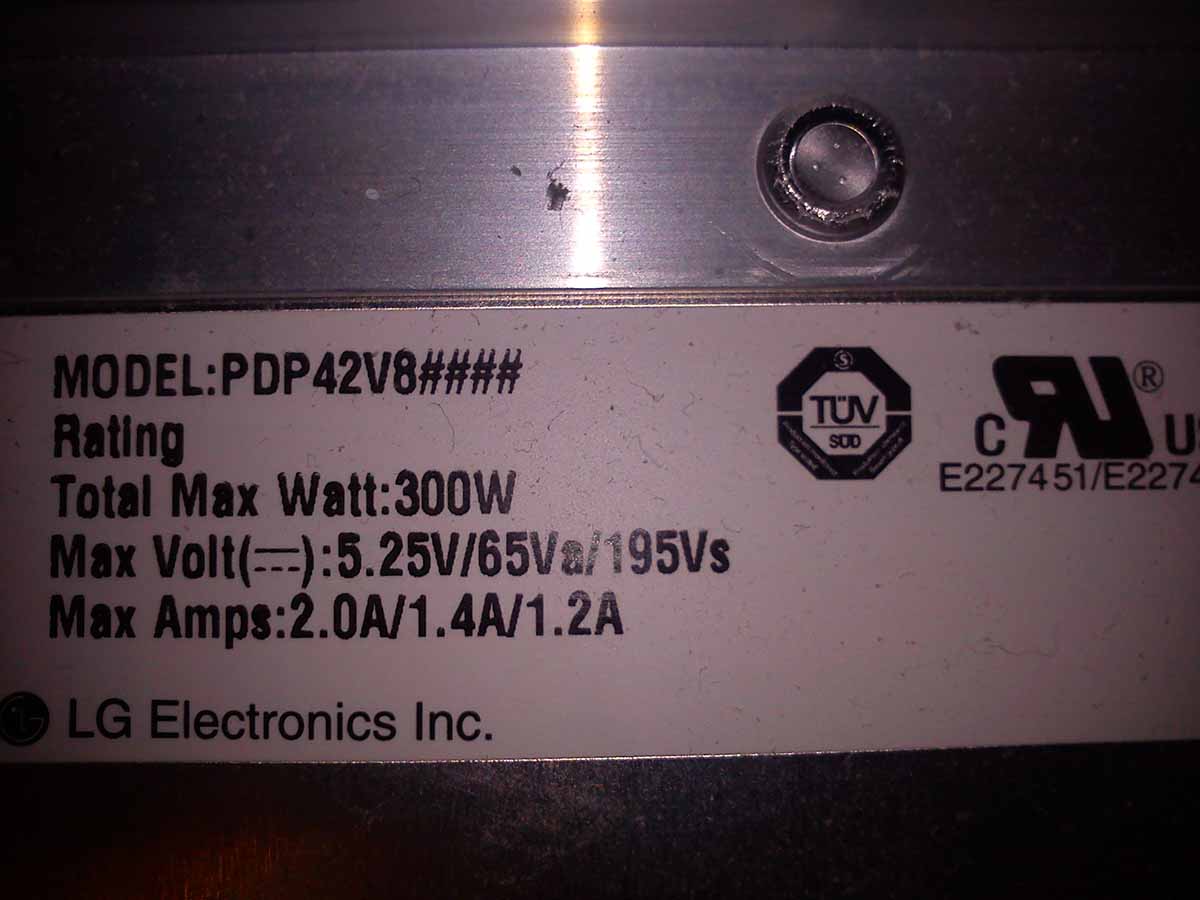 MODEL:PDP42V8####
Rating
Total Max Watt:300W
Max Volt(⎓):5.25V/65Va/195Vs
Max Amps:2.0A/1.4A/1.2A
LG Electronics Inc.
S
TÜV
SÜD
C RU ® US
E227451/E2274